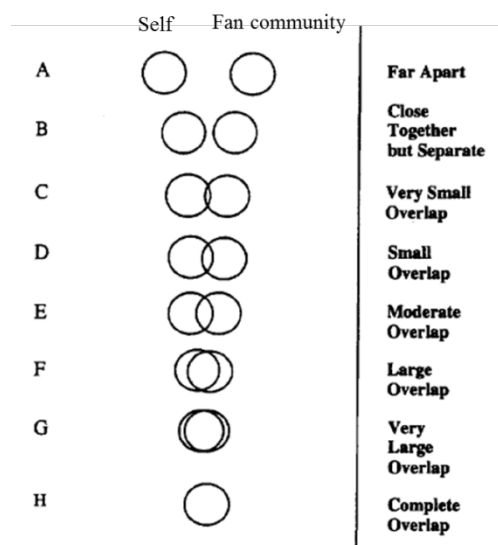 Self Fan community
A Far Apart
B Close
Together
but Separate
C Very Small
Overlap
D Small
Overlap
E Moderate
Overlap
F Large
Overlap
G Very
Large
Overlap
H Complete
Overlap